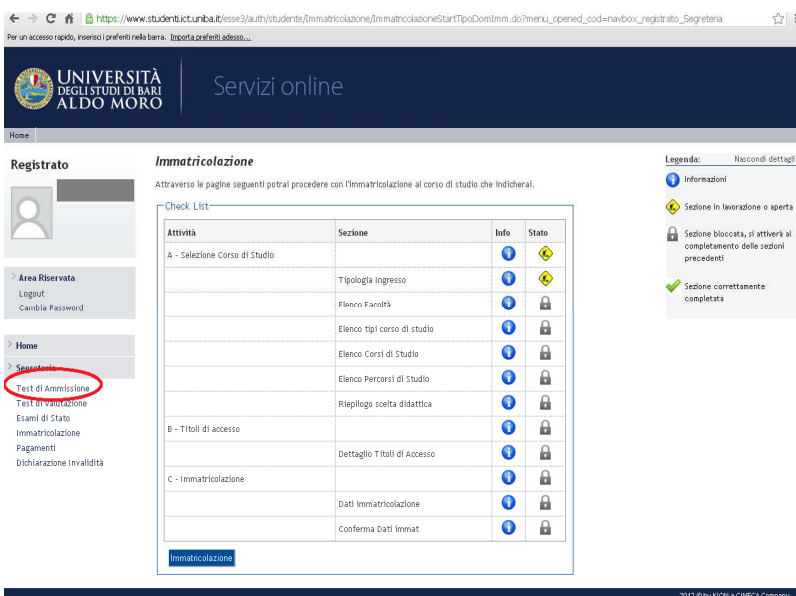 https://www.studenti.ict.uniba.it/esse3/auth/studente/Immatricolazione/ImmatricolazioneStartTipoDomImm.do?menu_opened_cod=navbox_registrato_Segreteria
Per un accesso rapido, inserisci i preferiti nella barra. Importa preferiti adesso...
UNIVERSITÀ
DEGLI STUDI DI BARI
ALDO MORO
Servizi online
Home
Registrato
Area Riservata
Logout
Cambia Password
Home
Segreteria
Test di Ammissione
Test di Valutazione
Esami di Stato
Immatricolazione
Pagamenti
Dichiarazione Invalidità
Immatricolazione
Attraverso le pagine seguenti potrai procedere con l'immatricolazione al corso di studio che indicherai.
Check List
Attività Sezione Info Stato
A - Selezione Corso di Studio
Tipologia Ingresso
Elenco Facoltà
Elenco tipi corso di studio
Elenco Corsi di Studio
Elenco Percorsi di Studio
Riepilogo scelta didattica
B - Titoli di accesso
Dettaglio Titoli di Accesso
C - Immatricolazione
Dati immatricolazione
Conferma Dati immat
Immatricolazione
Legenda: Nascondi dettagli
Informazioni
Sezione in lavorazione o aperta
Sezione bloccata, si attiverà al
completamento delle sezioni
precedenti
Sezione correttamente
completata
2012 © by KION a CINECA Company